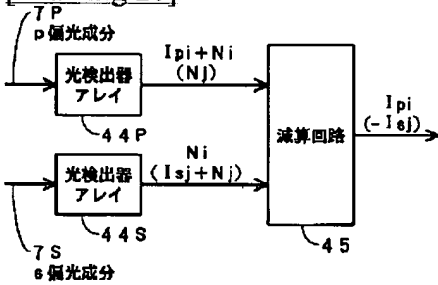 7P
p偏光成分
光検出器
アレイ
44P
Ipi+Ni
(Nj)
減算回路
Ipi
(-Isj)
45
光検出器
アレイ
44S
Ni
(Isj+Nj)
7S
s偏光成分